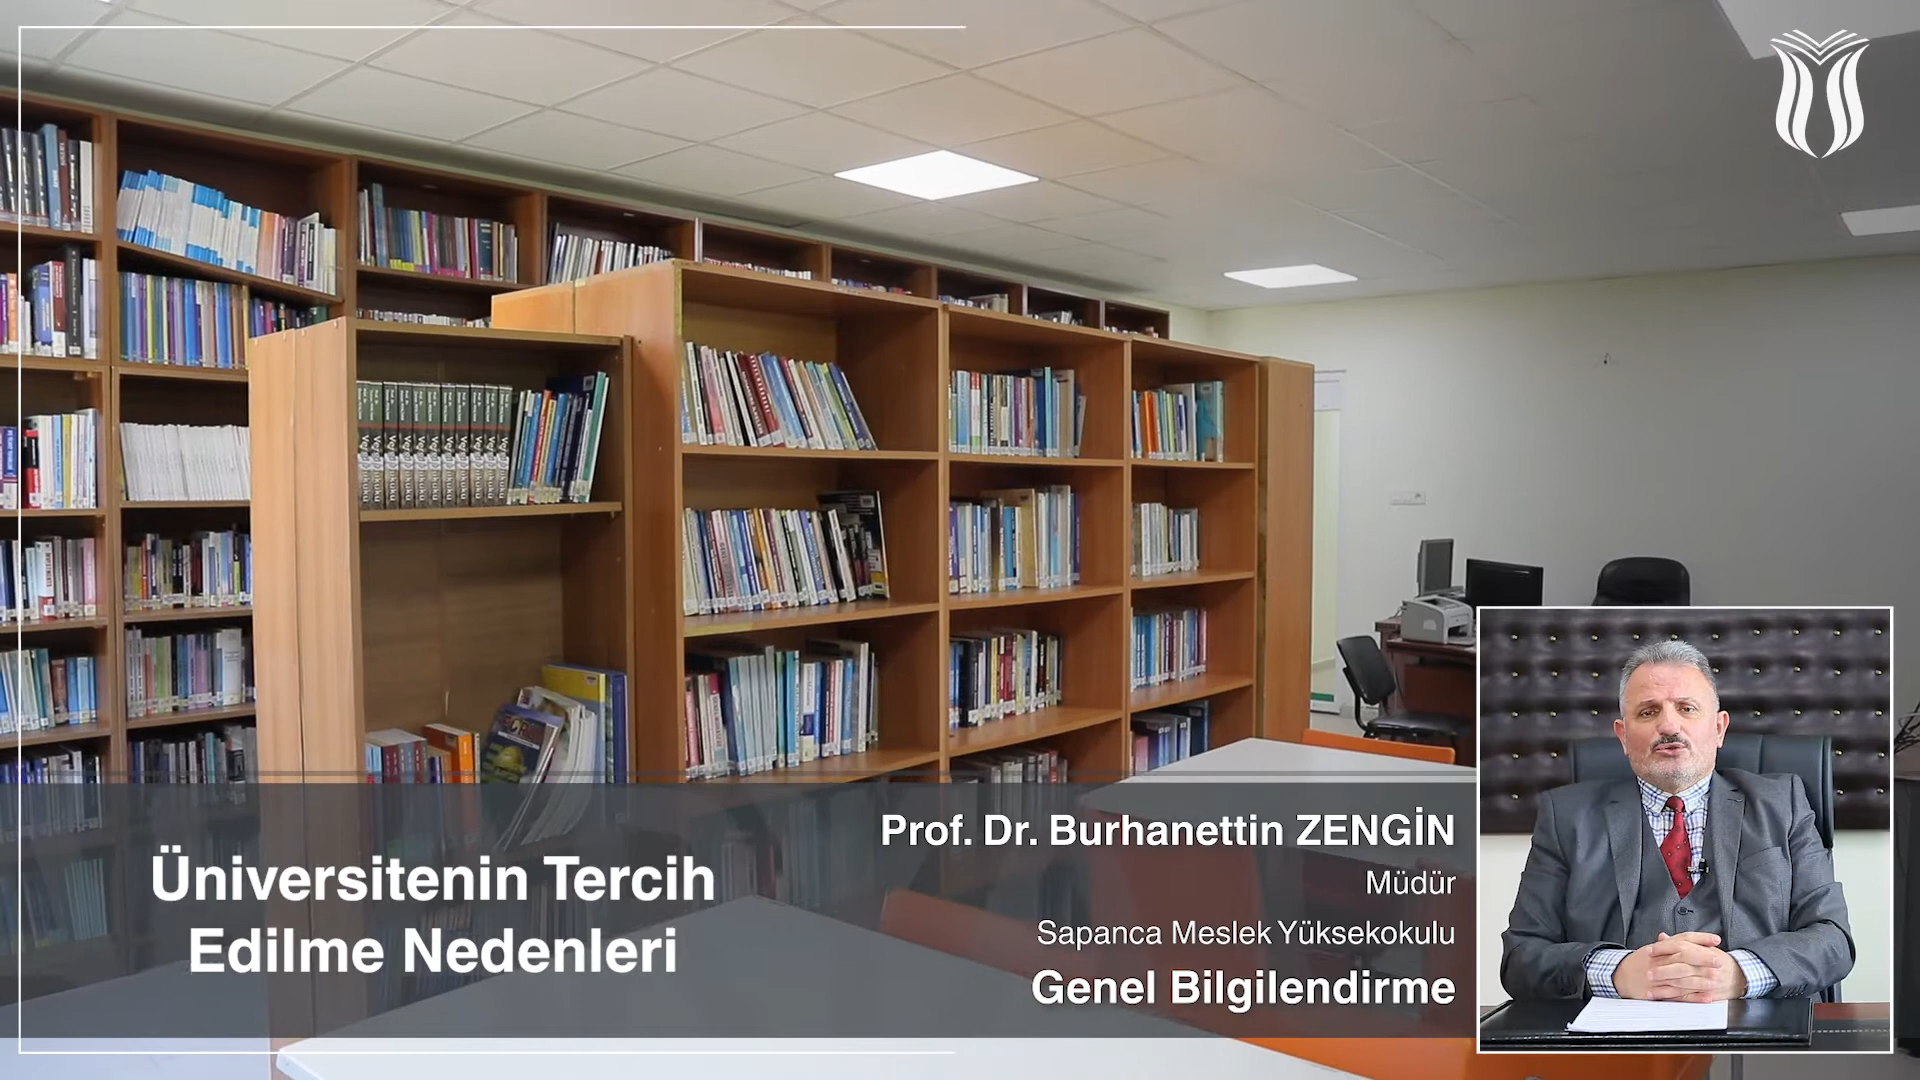 Üniversitenin Tercih
Edilme Nedenleri
Prof. Dr. Burhanettin ZENGİN
Müdür
Sapanca Meslek Yüksekokulu
Genel Bilgilendirme